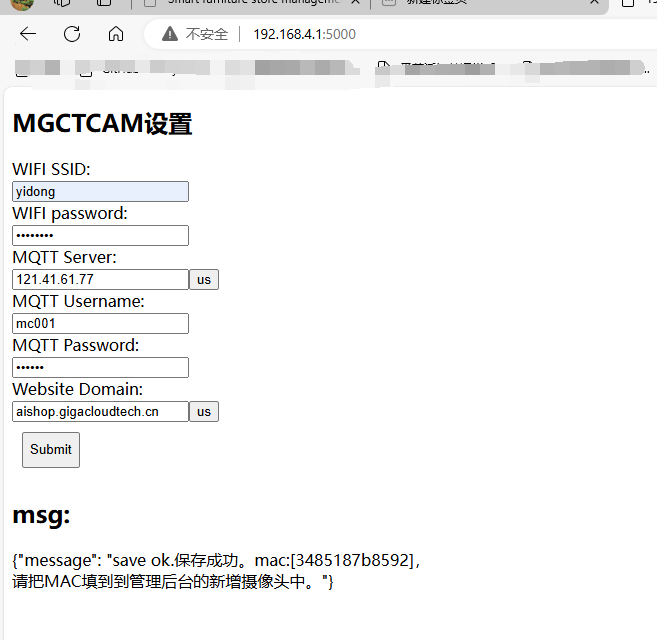 不安全 192.168.4.1:5000
MGCTCAM设置
WIFI SSID:
yidong
WIFI password:
••••••••
MQTT Server:
121.41.61.77 us
MQTT Username:
mc001
MQTT Password:
••••••
Website Domain:
aishop.gigacloudtech.cn us
Submit
msg:
{"message": "save ok.保存成功。mac:[3485187b8592]，
请把MAC填到到管理后台的新增摄像头中。"}